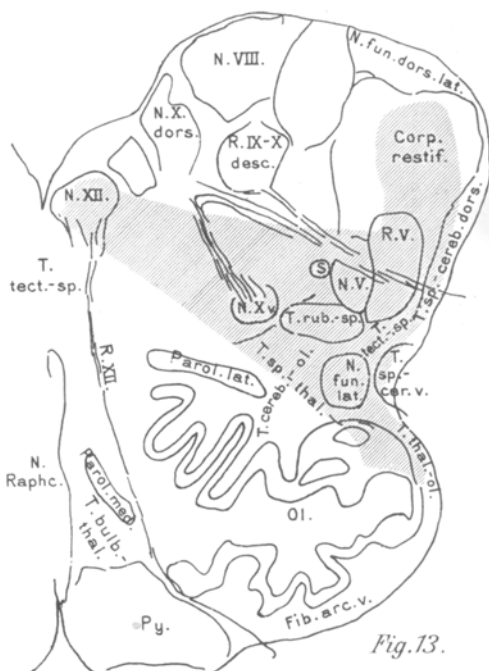 N.VIII.
N.fun.dors.lat.
N.X.
dors.
R.IX-X
desc.
Corp.
restif.
N.XII.
T.sp.-cereb.dors.
R.V.
T.
tect.-sp.
S
N.V.
N.Xv.
T.rub.-sp.
T.
tect.-sp.
T.
sp.-
cer.v.
T.sp.-
thal.
T.cereb.-ol.
N.
fun.
lat.
Parol.lat.
R.XII
T.thal.-ol.
N.
Raphc.
Parol.med.
T.
bulb.-
thal.
Ol.
Fib.arc.v.
Py.
Fig.13.